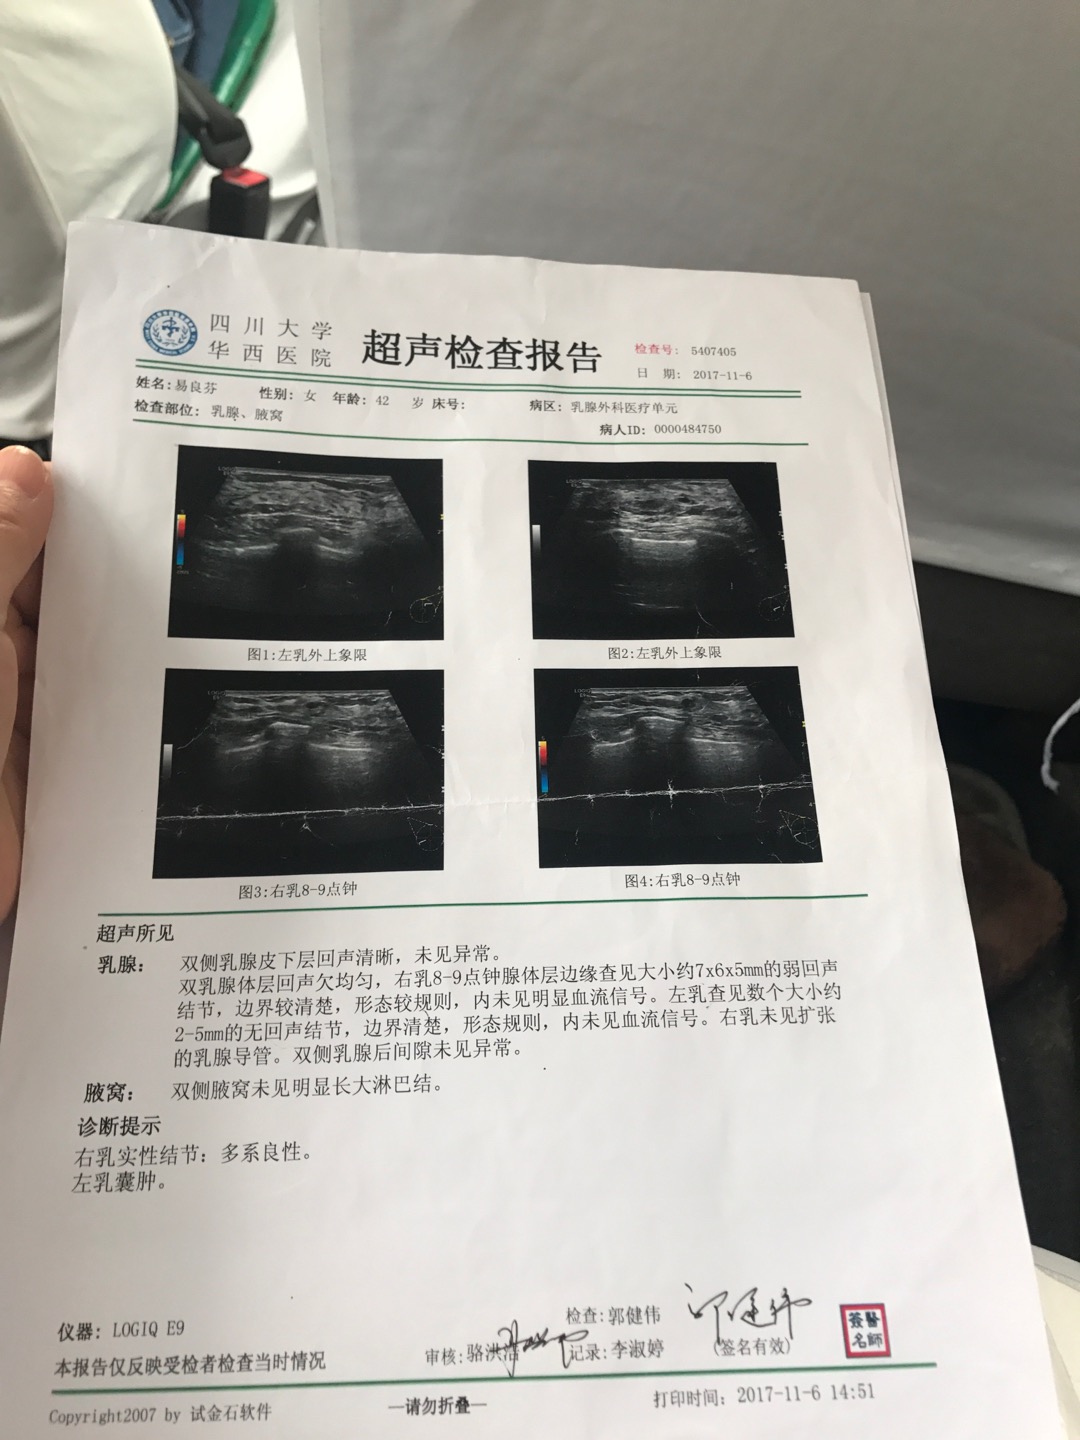 四川大学
华西医院
超声检查报告
检查号: 5407405
日 期: 2017-11-6
姓名:易良芬 性别: 女 年龄: 42 岁 床号: 病区: 乳腺外科医疗单元
检查部位: 乳腺、腋窝
病人ID: 0000484750
图1:左乳外上象限
图2:左乳外上象限
图3:右乳8-9点钟
图4:右乳8-9点钟
超声所见
乳腺: 双侧乳腺皮下层回声清晰，未见异常。
双乳腺体层回声欠均匀，右乳8-9点钟腺体层边缘查见大小约7x6x5mm的弱回声
结节，边界较清楚，形态较规则，内未见明显血流信号。左乳查见数个大小约
2-5mm的无回声结节，边界清楚，形态规则，内未见血流信号。右乳未见扩张
的乳腺导管。双侧乳腺后间隙未见异常。
腋窝: 双侧腋窝未见明显长大淋巴结。
诊断提示
右乳实性结节: 多系良性。
左乳囊肿。
仪器: LOGIQ E9
检查: 郭健伟
本报告仅反映受检者检查当时情况
审核: 骆洪浩 记录: 李淑婷 (签名有效)
醫師簽名
Copyright2007 by 试金石软件
—请勿折叠—
打印时间: 2017-11-6 14:51